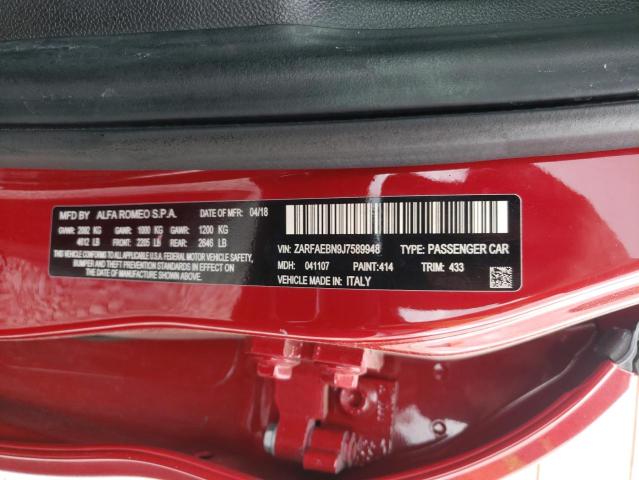 MFD BY ALFA ROMEO S.P.A. DATE OF MFR: 04/18
GVWR: 2002 KG GAWR: 1000 KG GAWR: 1200 KG
4812 LB FRONT: 2205 LB REAR: 2646 LB
THIS VEHICLE CONFORMS TO ALL APPLICABLE FEDERAL MOTOR VEHICLE SAFETY,
BUMPER AND THEFT PREVENTION STANDARDS IN EFFECT
ON THE DATE OF MANUFACTURE SHOWN ABOVE.
VIN: ZARFAEBN9J7589948 TYPE: PASSENGER CAR
MDH: 041107 PAINT:414 TRIM: 433
VEHICLE MADE IN: ITALY